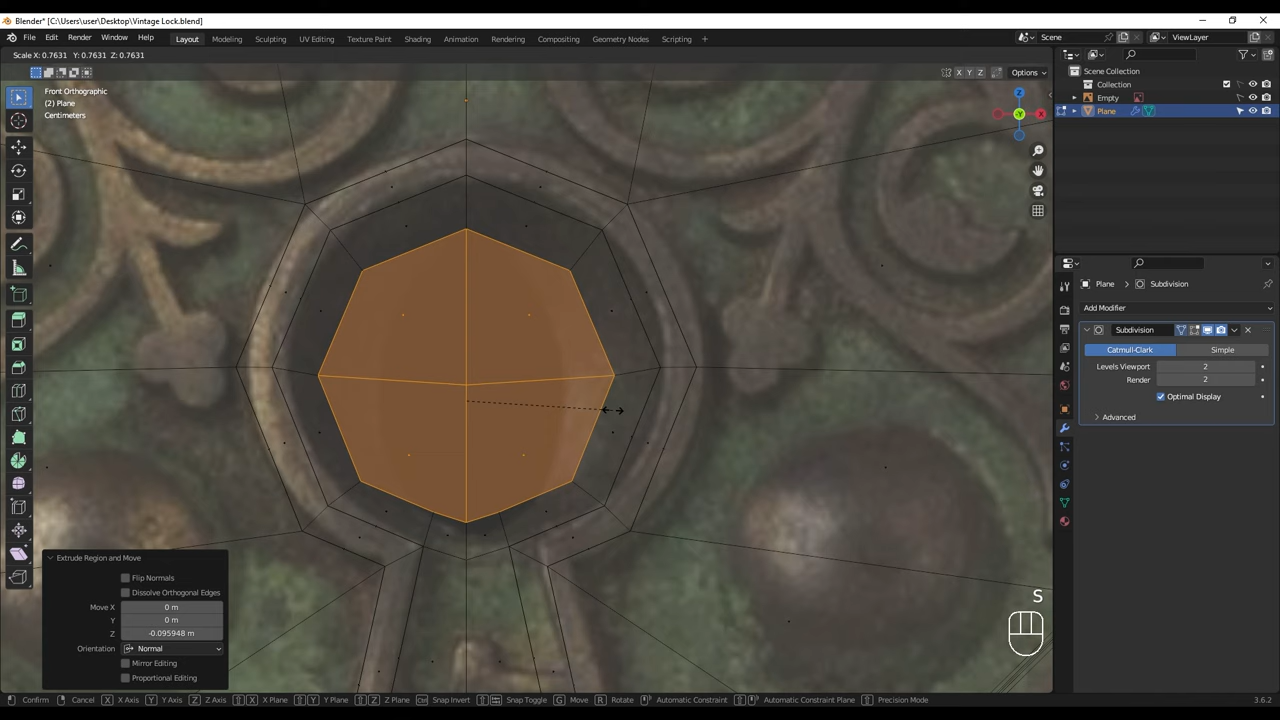 Blender* [C:\Users\user\Desktop\Vintage Lock.blend]
File Edit Render Window Help Layout Modeling Sculpting UV Editing Texture Paint Shading Animation Rendering Compositing Geometry Nodes Scripting + Scene ViewLayer
Scale X: 0.7631 Y: 0.7631 Z: 0.7631
X Y Z Options
Scene Collection
Collection
Empty
Plane
Front Orthographic
(2) Plane
Centimeters
Z
X
-Y
Plane Subdivision
Add Modifier
Subdivision
Catmull-Clark Simple
Levels Viewport 2
Render 2
Optimal Display
Advanced
Extrude Region and Move
Flip Normals
Dissolve Orthogonal Edges
Move X 0 m
Y 0 m
Z -0.095948 m
Orientation Normal
Mirror Editing
Proportional Editing
S
Confirm Cancel X X Axis Y Y Axis Z Z Axis X X Plane Y Y Plane Z Z Plane Ctrl Snap Invert Snap Toggle G Move R Rotate Automatic Constraint Automatic Constraint Plane Precision Mode 3.6.2